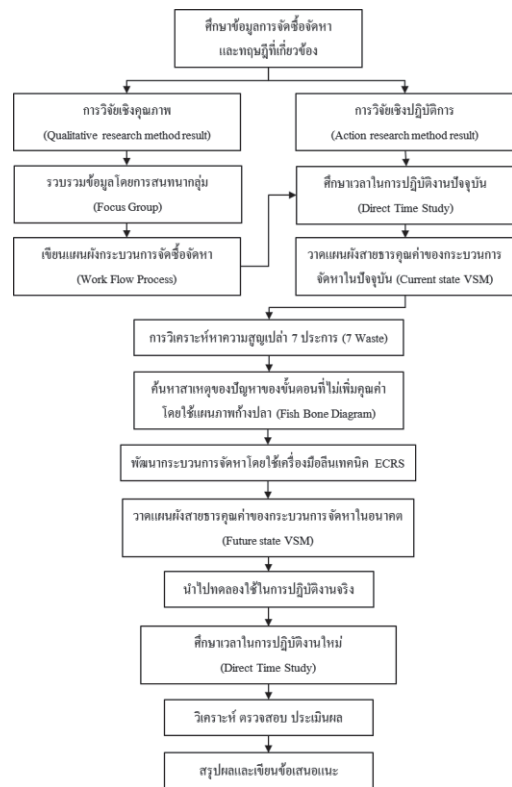 ศึกษาข้อมูลการจัดซื้อจัดหา
และทฤษฎีที่เกี่ยวข้อง
การวิจัยเชิงคุณภาพ
(Qualitative research method result)
การวิจัยเชิงปฏิบัติการ
(Action research method result)
รวบรวมข้อมูลโดยการสนทนากลุ่ม
(Focus Group)
ศึกษาเวลาในการปฏิบัติงานปัจจุบัน
(Direct Time Study)
เขียนแผนผังกระบวนการจัดซื้อจัดหา
(Work Flow Process)
วาดแผนผังสายธารคุณค่าของกระบวนการ
จัดหาในปัจจุบัน (Current state VSM)
การวิเคราะห์หาความสูญเปล่า 7 ประการ (7 Waste)
ค้นหาสาเหตุของปัญหาของขั้นตอนที่ไม่เพิ่มคุณค่า
โดยใช้แผนภาพก้างปลา (Fish Bone Diagram)
พัฒนากระบวนการจัดหาโดยใช้เครื่องมือลีนเทคนิค ECRS
วาดแผนผังสายธารคุณค่าของกระบวนการจัดหาในอนาคต
(Future state VSM)
นำไปทดลองใช้ในการปฏิบัติงานจริง
ศึกษาเวลาในการปฏิบัติงานใหม่
(Direct Time Study)
วิเคราะห์ ตรวจสอบ ประเมินผล
สรุปผลและเขียนข้อเสนอแนะ